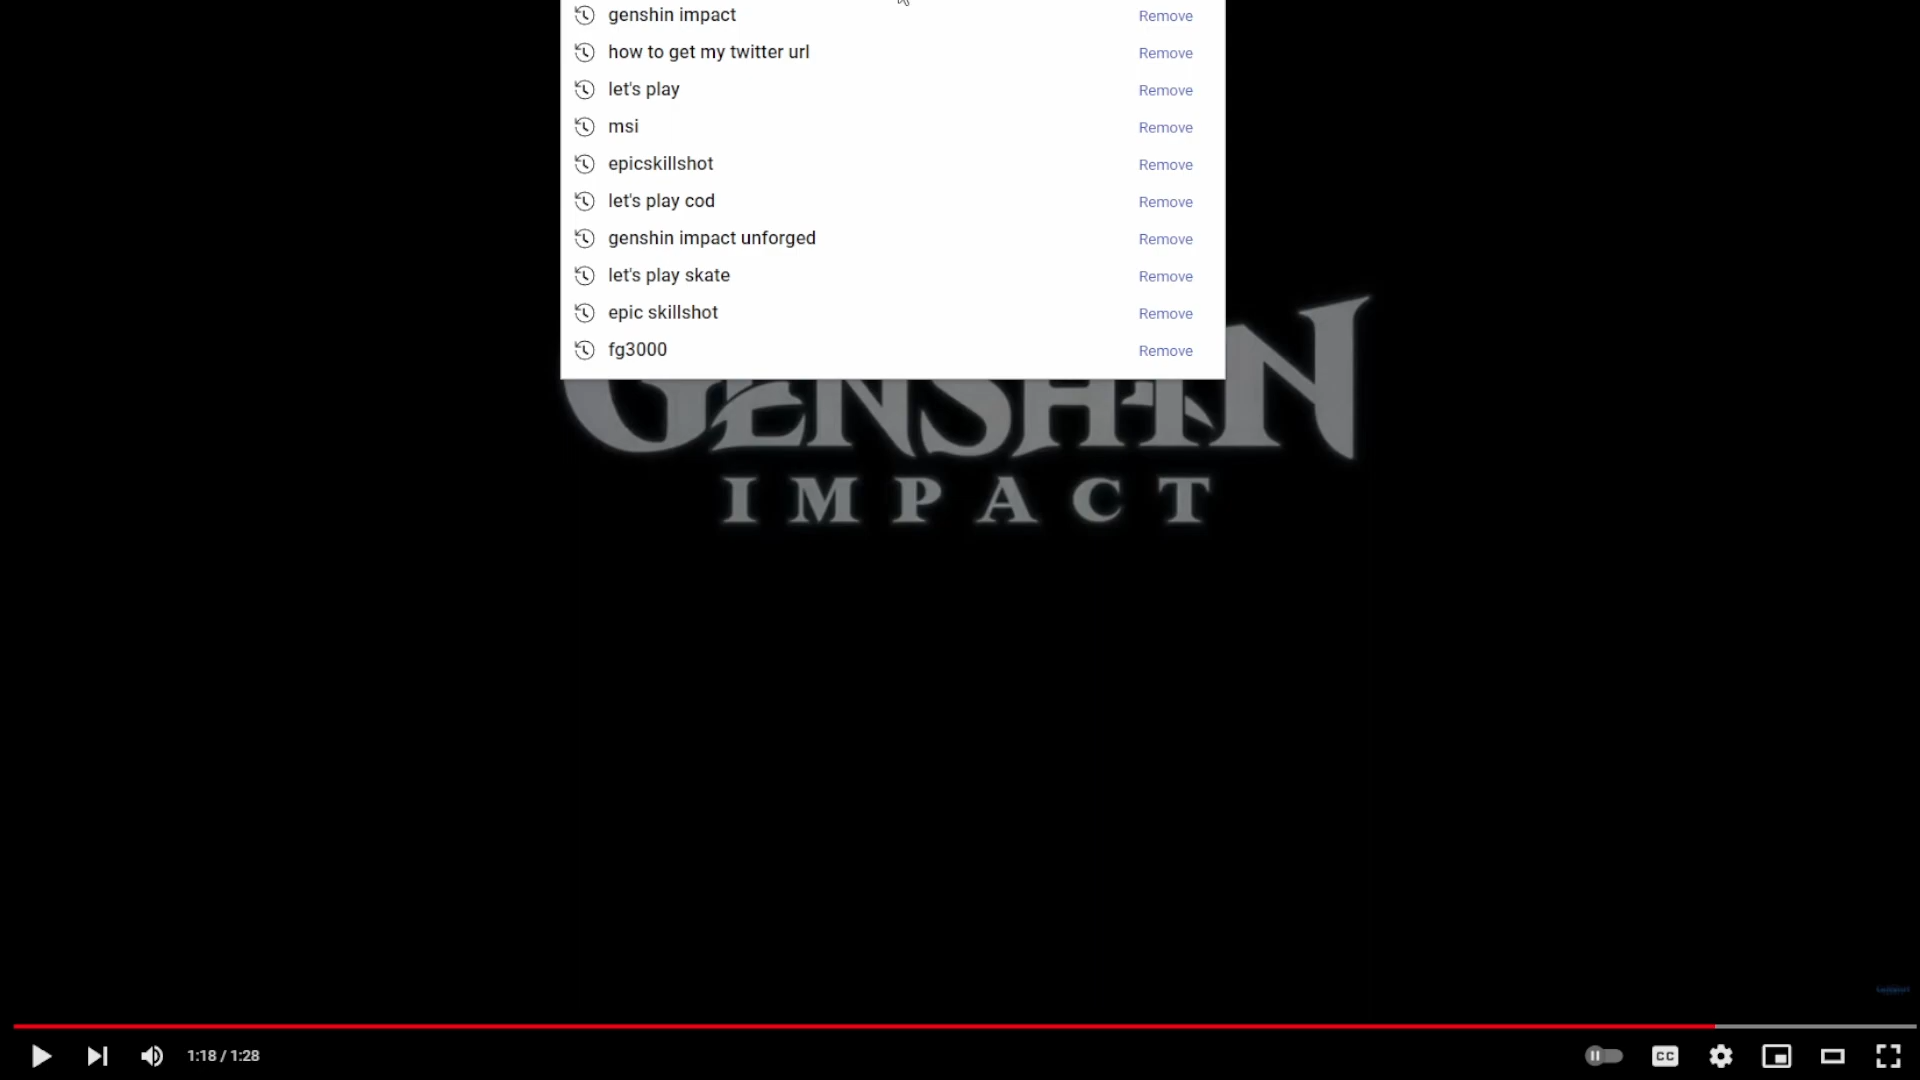 genshin impact Remove
how to get my twitter url Remove
let's play Remove
msi Remove
epicskillshot Remove
let's play cod Remove
genshin impact unforged Remove
let's play skate Remove
epic skillshot Remove
fg3000 Remove
GENSHIN
IMPACT
1:18 / 1:28
CC